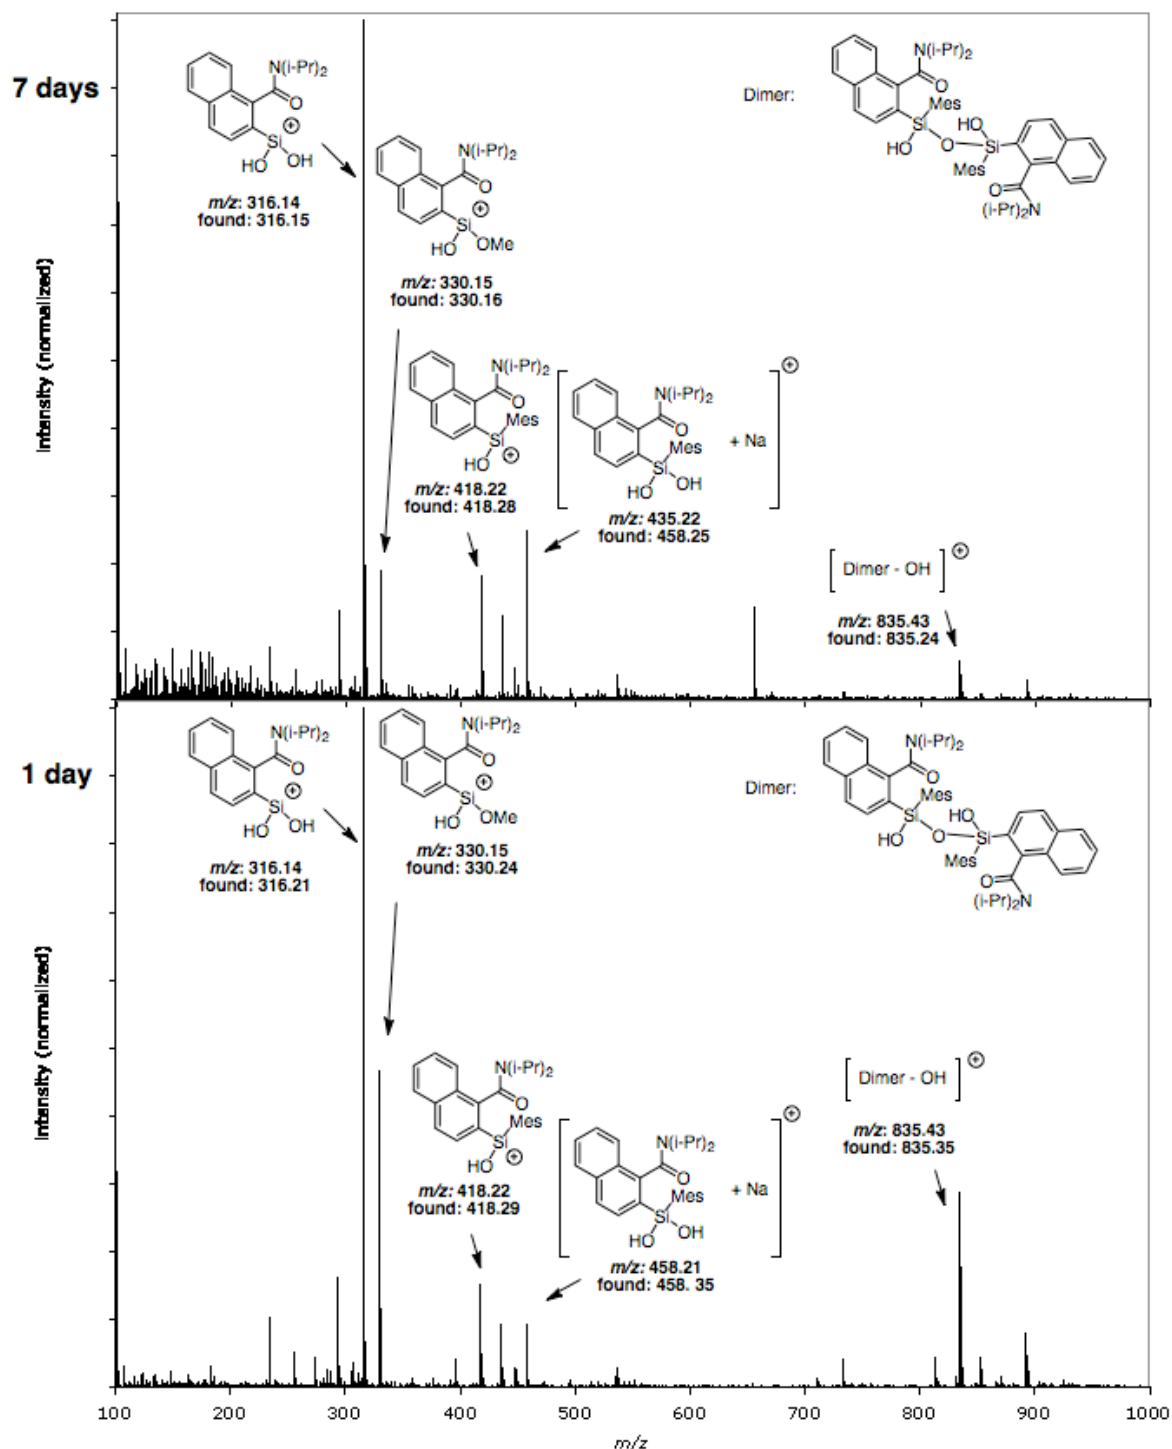 7 days
Intensity (normalized)
N(i-Pr)2
O
Si
HO
OH
m/z: 316.14
found: 316.15
N(i-Pr)2
O
Si
HO
OMe
m/z: 330.15
found: 330.16
N(i-Pr)2
O
Mes
Si
HO
m/z: 418.22
found: 418.28
N(i-Pr)2
O
Mes
Si
HO
OH
+ Na
m/z: 435.22
found: 458.25
Dimer:
N(i-Pr)2
O
Mes
Si
HO
O
HO
Si
Mes
O
(i-Pr)2N
[Dimer - OH]
m/z: 835.43
found: 835.24
1 day
Intensity (normalized)
N(i-Pr)2
O
Si
HO
OH
m/z: 316.14
found: 316.21
N(i-Pr)2
O
Si
HO
OMe
m/z: 330.15
found: 330.24
N(i-Pr)2
O
Mes
Si
HO
m/z: 418.22
found: 418.29
N(i-Pr)2
O
Mes
Si
HO
OH
+ Na
m/z: 458.21
found: 458. 35
Dimer:
N(i-Pr)2
O
Mes
Si
HO
O
HO
Si
Mes
O
(i-Pr)2N
[Dimer - OH]
m/z: 835.43
found: 835.35
100 200 300 400 500 600 700 800 900 1000
m/z